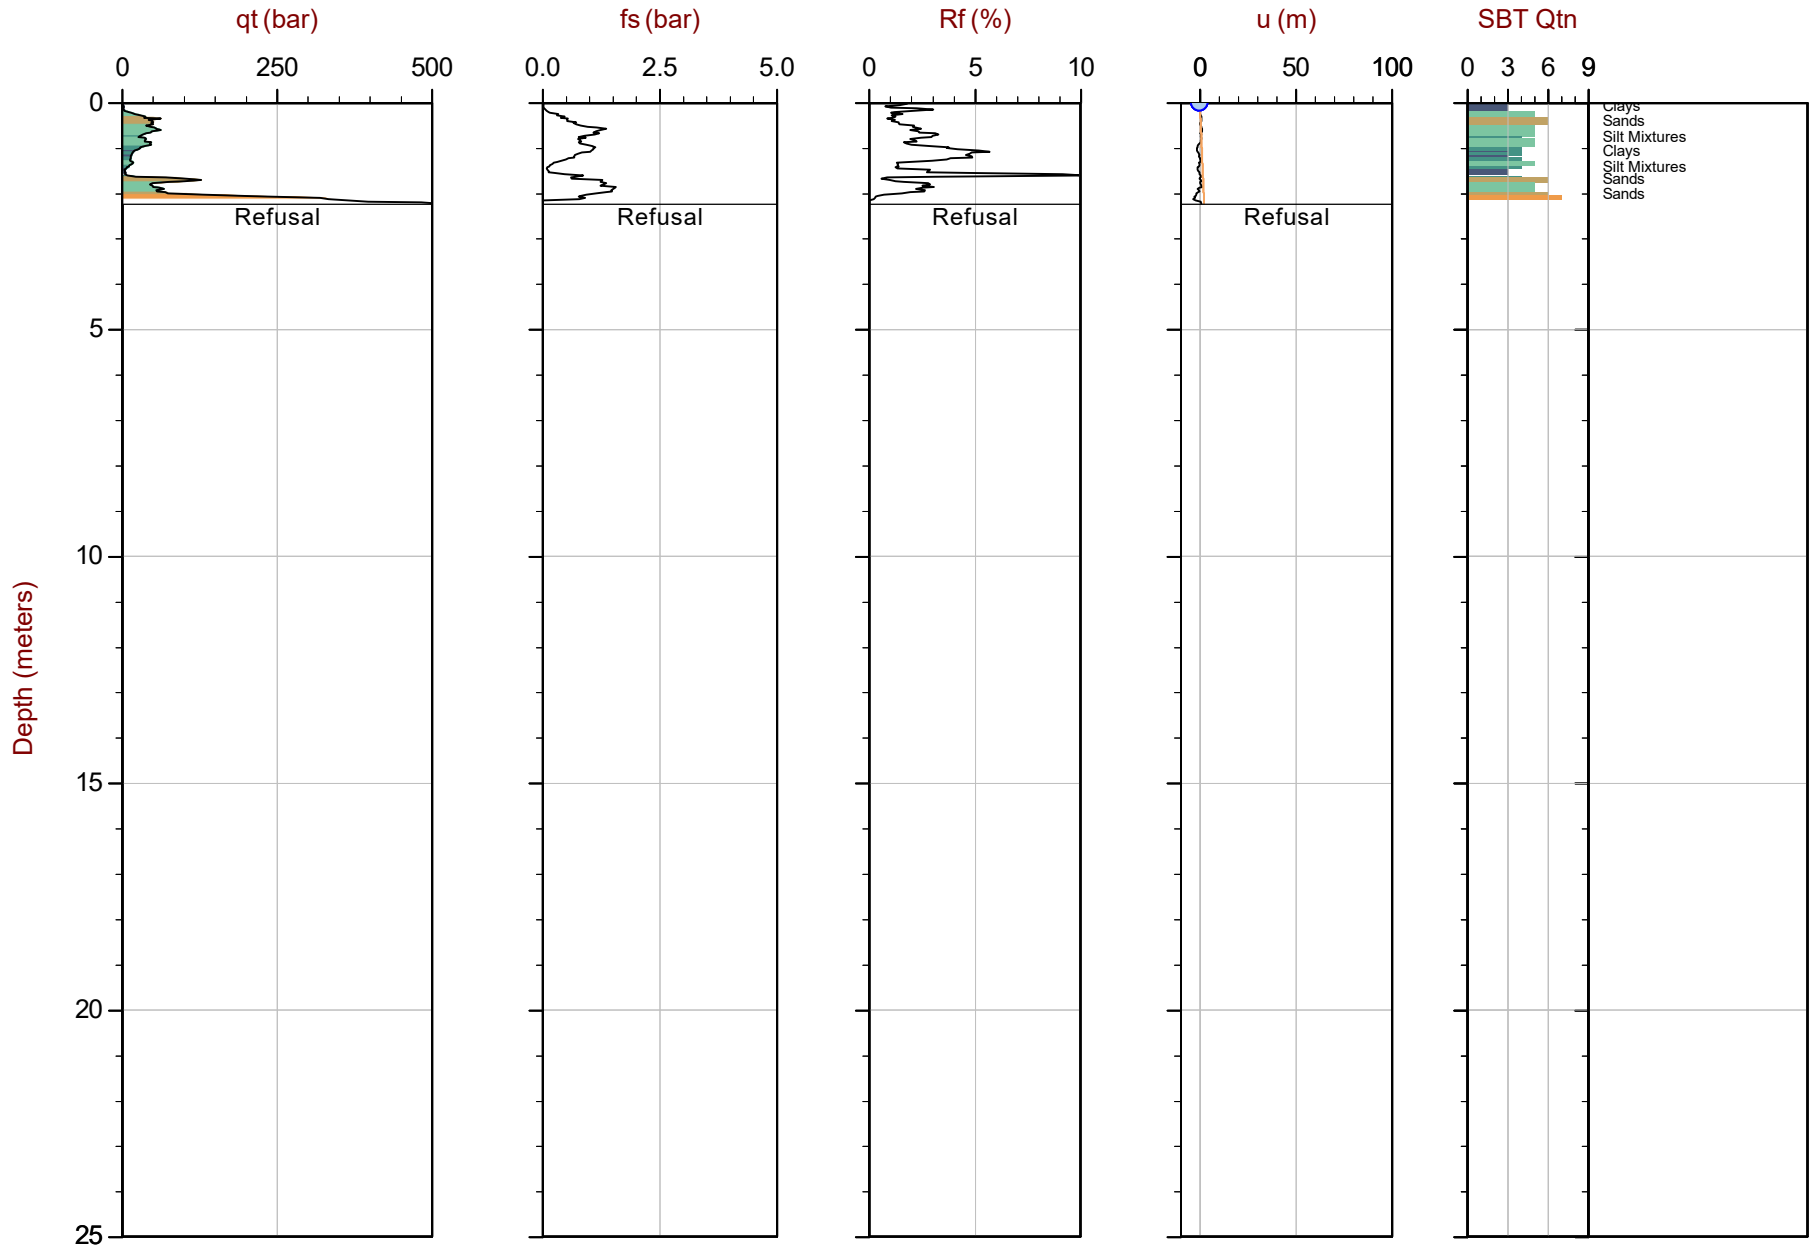 qt (bar) fs (bar) Rf (%) u (m) SBT Qtn
0 250 500 0.0 2.5 5.0 0 5 10 0 50 100 0 3 6 9
0
Clays
Sands
Silt Mixtures
Clays
Silt Mixtures
Sands
Sands
Refusal Refusal Refusal Refusal
5
10
Depth (meters)
15
20
25